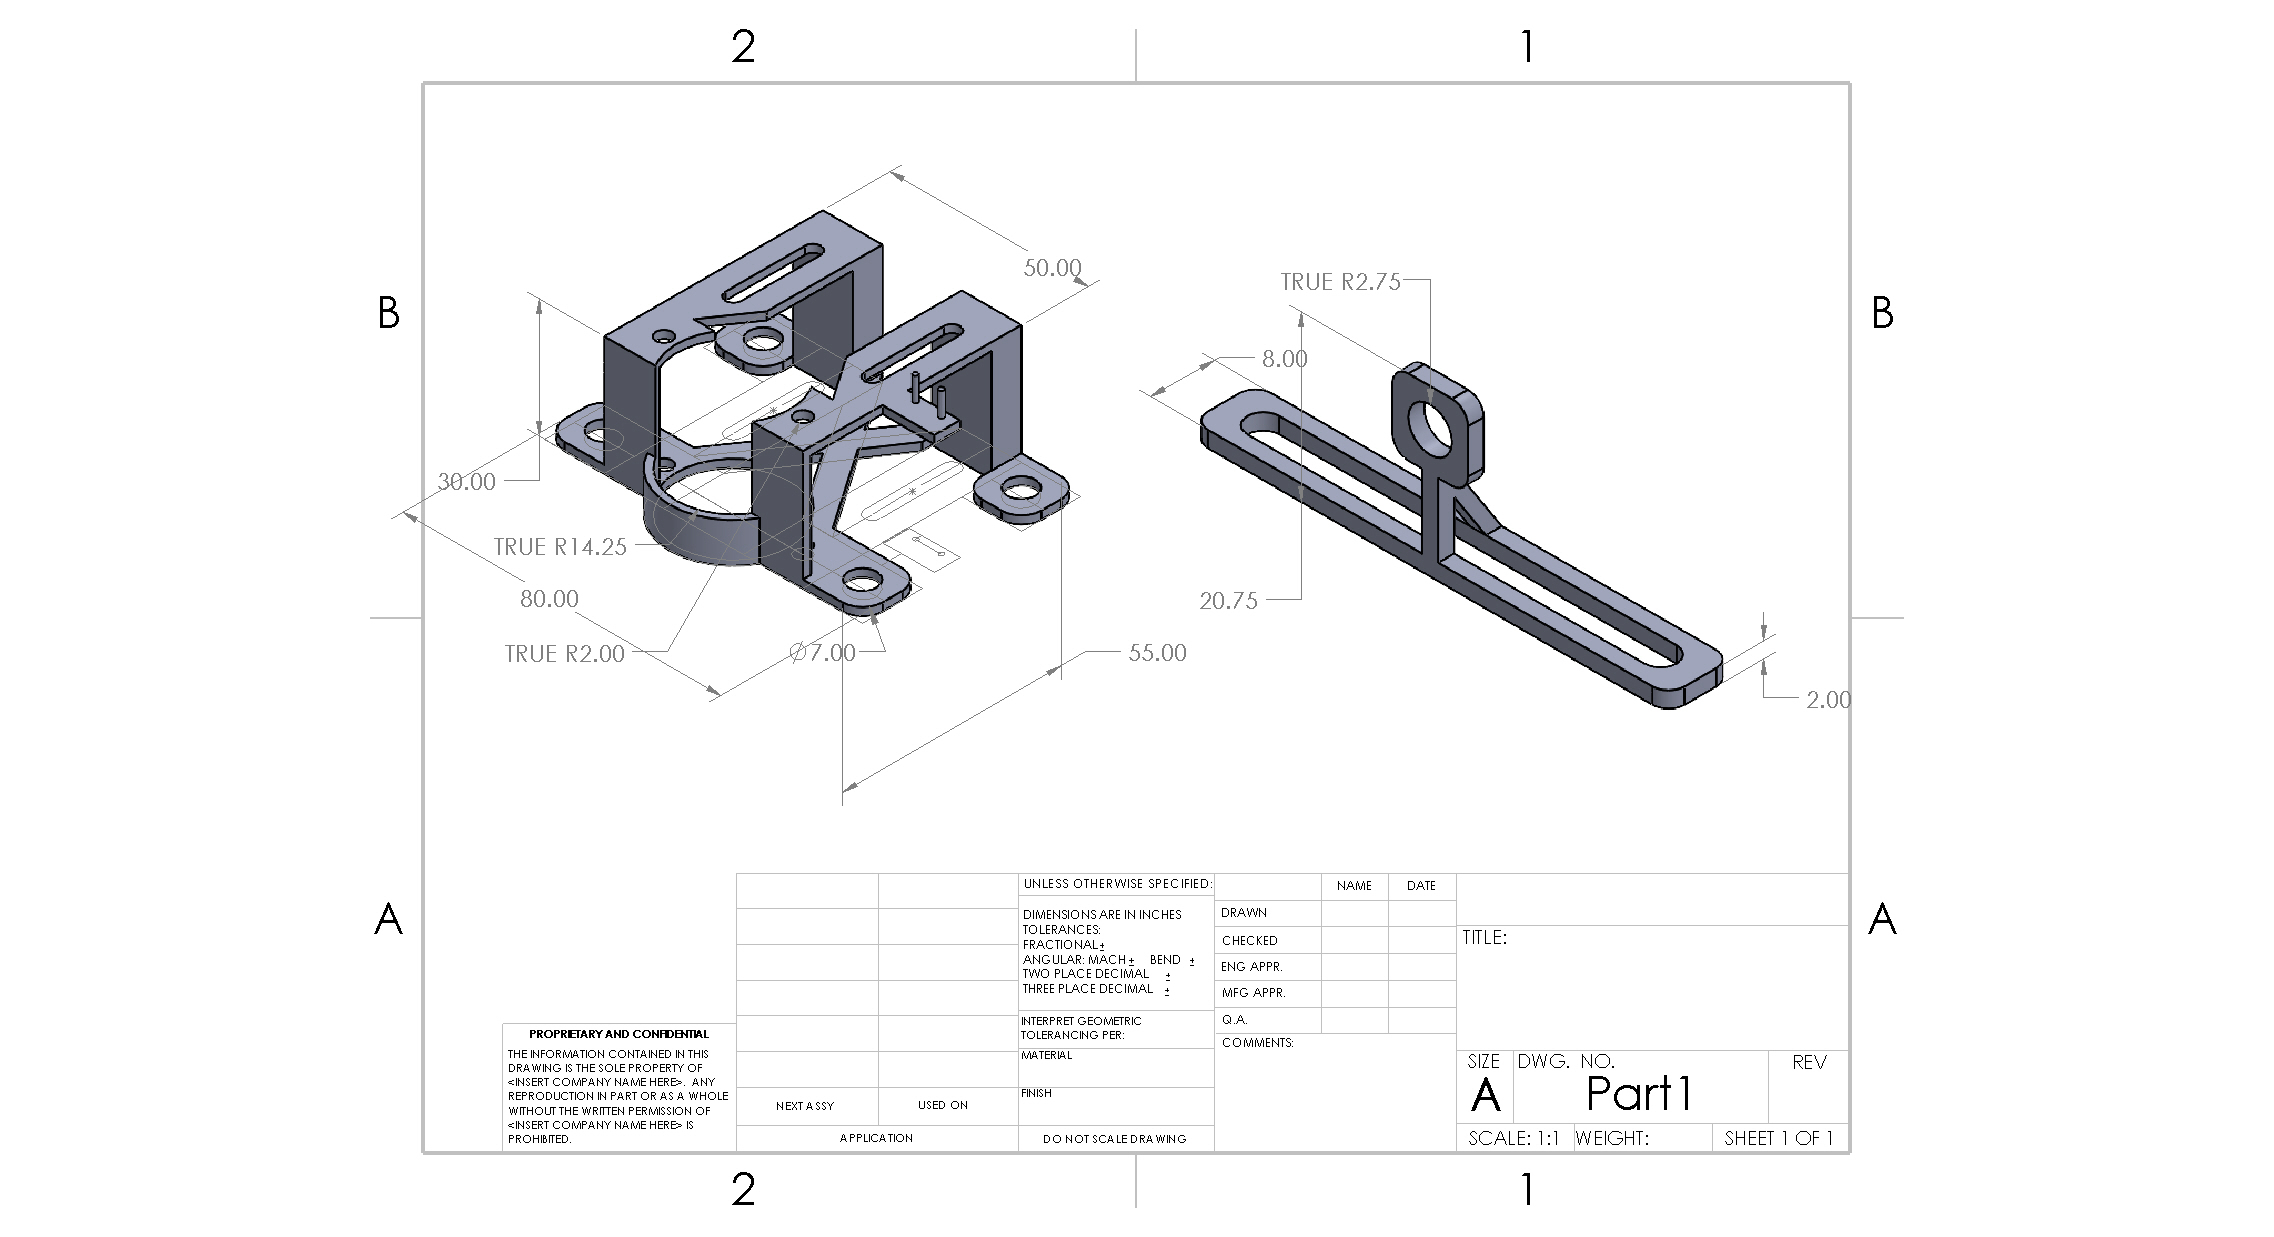 2
1
B
B
50.00
TRUE R2.75
8.00
30.00
TRUE R14.25
80.00
20.75
TRUE R2.00
⌀7.00
55.00
2.00
A
A
UNLESS OTHERWISE SPECIFIED:
DIMENSIONS ARE IN INCHES
TOLERANCES:
FRACTIONAL±
ANGULAR: MACH± BEND ±
TWO PLACE DECIMAL ±
THREE PLACE DECIMAL ±
INTERPRET GEOMETRIC
TOLERANCING PER:
MATERIAL
FINISH
DO NOT SCALE DRAWING
NAME DATE
DRAWN
CHECKED
ENG APPR.
MFG APPR.
Q.A.
COMMENTS:
TITLE:
SIZE DWG. NO. REV
A Part1
SCALE: 1:1 WEIGHT: SHEET 1 OF 1
PROPRIETARY AND CONFIDENTIAL
THE INFORMATION CONTAINED IN THIS
DRAWING IS THE SOLE PROPERTY OF
<INSERT COMPANY NAME HERE>. ANY
REPRODUCTION IN PART OR AS A WHOLE
WITHOUT THE WRITTEN PERMISSION OF
<INSERT COMPANY NAME HERE> IS
PROHIBITED.
NEXT ASSY USED ON
APPLICATION
2
1